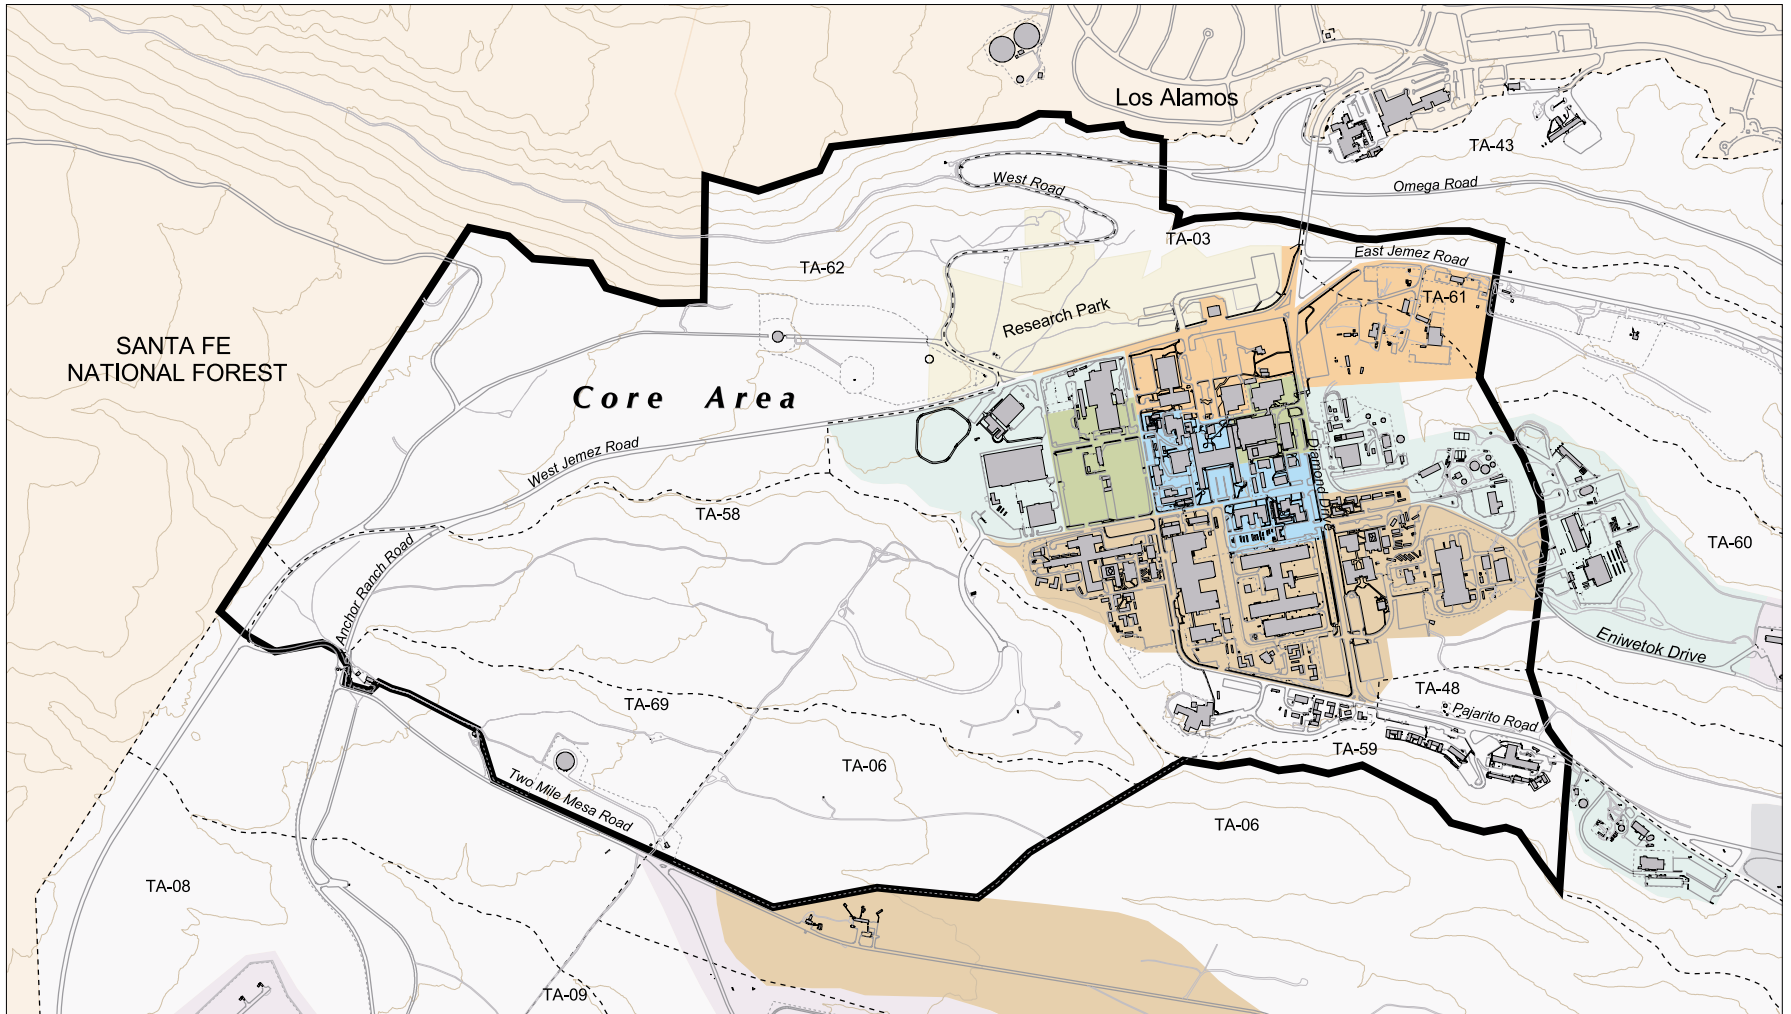 Los Alamos
TA-43
West Road
Omega Road
TA-03
East Jemez Road
TA-62
TA-61
Research Park
SANTA FE
NATIONAL FOREST
Core Area
West Jemez Road
Diamond Drive
TA-58
Anchor Ranch Road
TA-60
Eniwetok Drive
TA-48
TA-69
Pajarito Road
TA-59
TA-06
Two Mile Mesa Road
TA-06
TA-08
TA-09